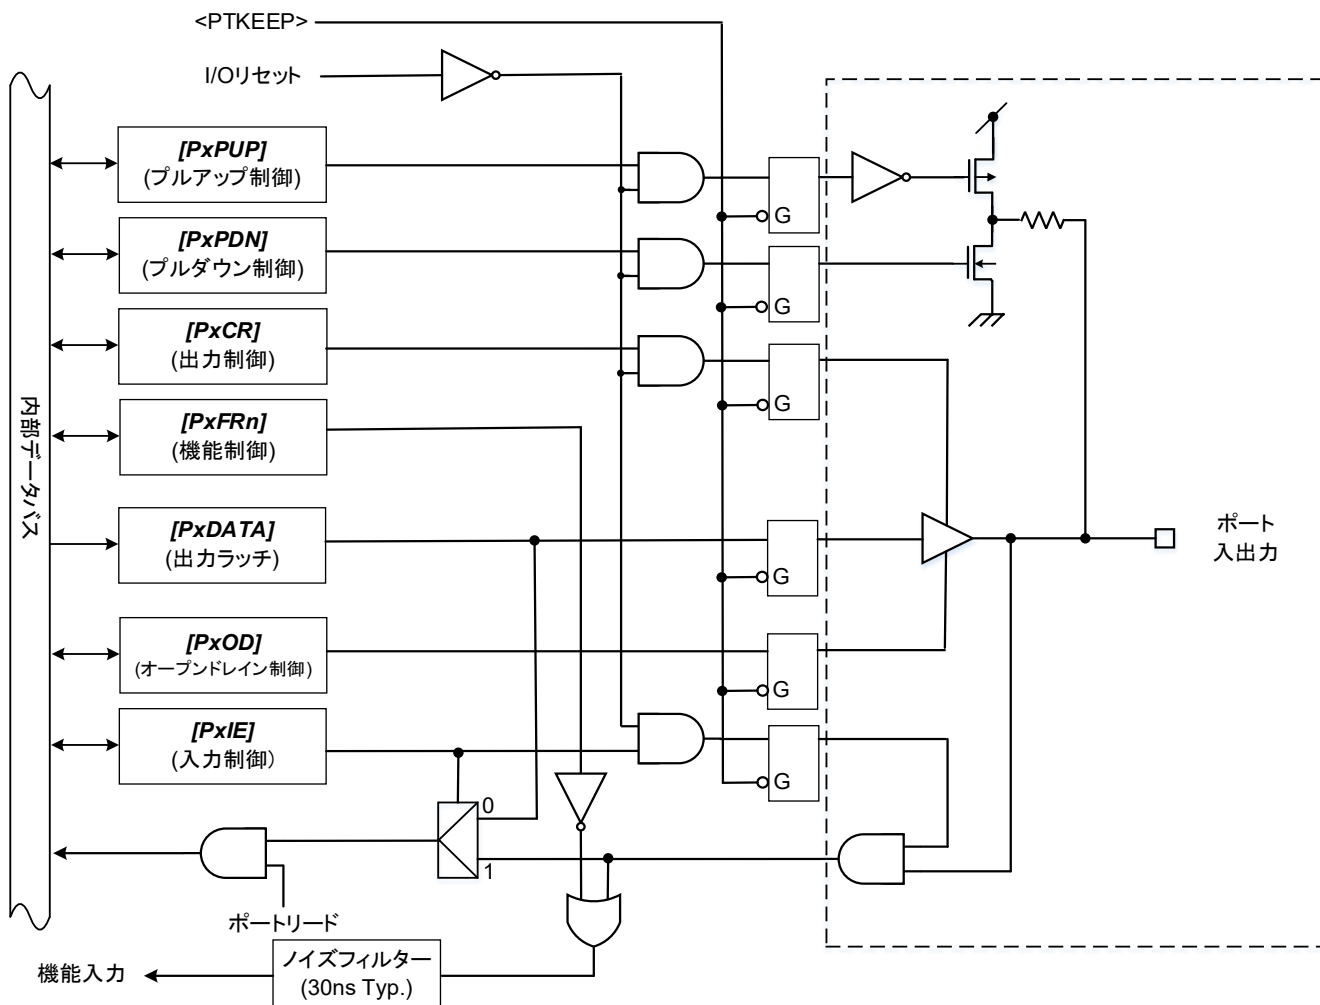 <PTKEEP>
I/Oリセット
[PxPUP]
(プルアップ制御)
G
[PxPDN]
(プルダウン制御)
G
[PxCR]
(出力制御)
G
内部データバス
[PxFRn]
(機能制御)
[PxDATA]
(出力ラッチ)
G
ポート
入出力
[PxOD]
(オープンドレイン制御)
G
[PxIE]
(入力制御)
G
0
1
ポートリード
機能入力
ノイズフィルター
(30ns Typ.)